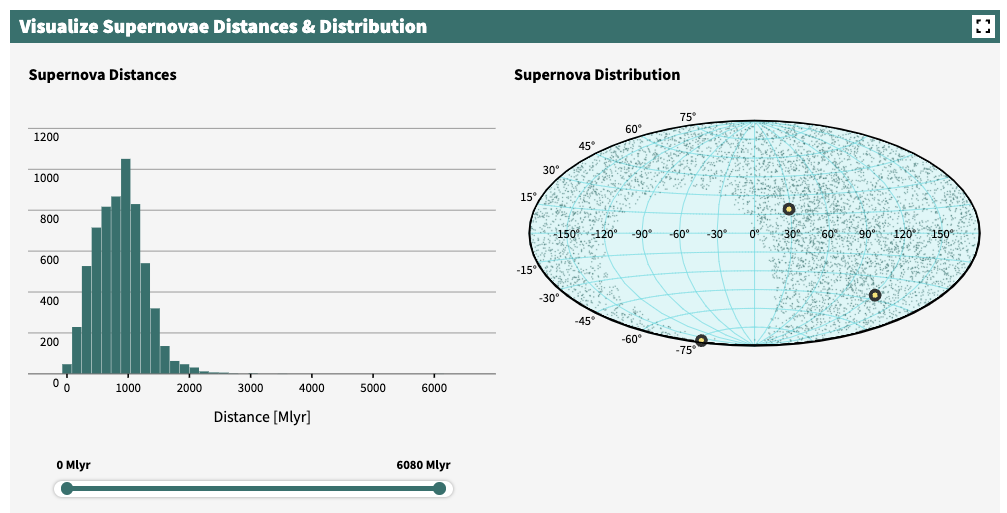 Visualize Supernovae Distances & Distribution
Supernova Distances
1200
1000
800
600
400
200
0
0 1000 2000 3000 4000 5000 6000
Distance [Mlyr]
0 Mlyr 6080 Mlyr
Supernova Distribution
75°
60°
45°
30°
15°
-150° -120° -90° -60° -30° 0° 30° 60° 90° 120° 150°
-15°
-30°
-45°
-60°
-75°